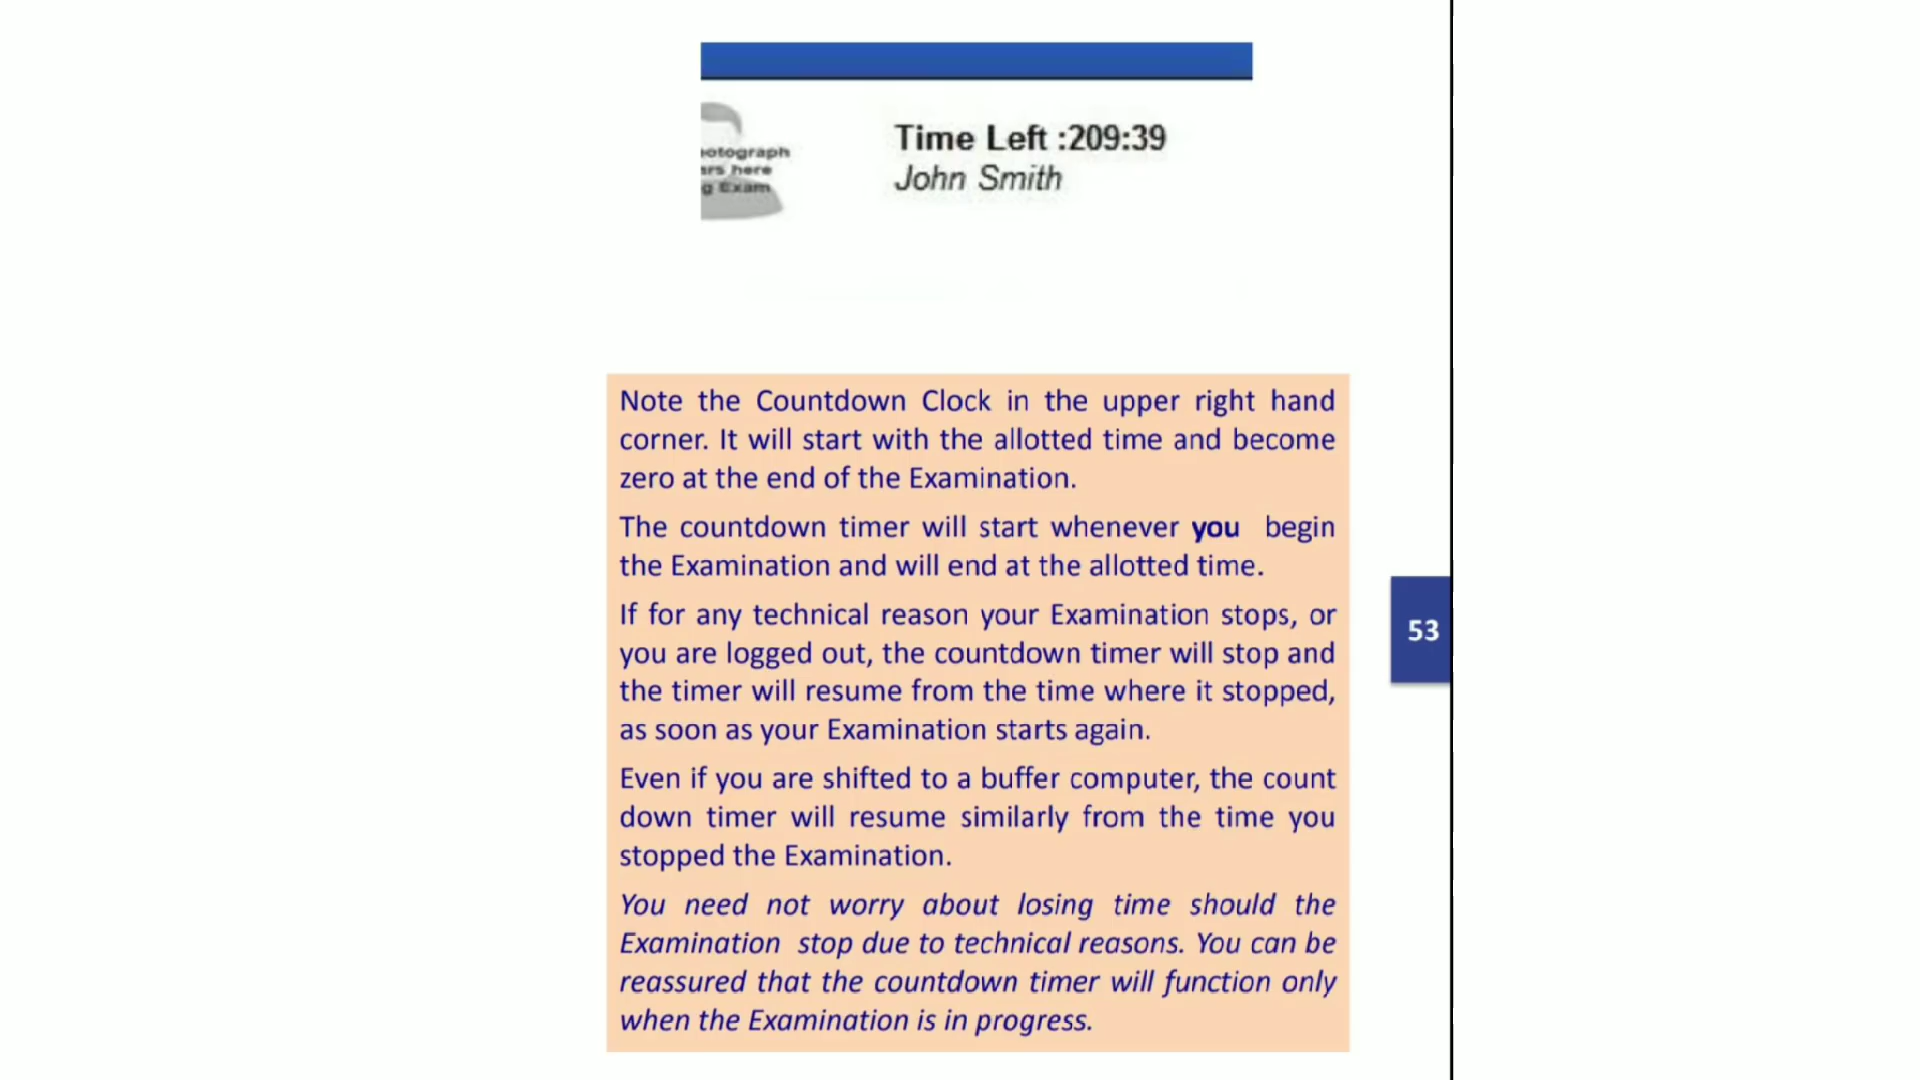 otograph
ars here
g Exam
Time Left :209:39
John Smith
Note the Countdown Clock in the upper right hand
corner. It will start with the allotted time and become
zero at the end of the Examination.
The countdown timer will start whenever you begin
the Examination and will end at the allotted time.
If for any technical reason your Examination stops, or
you are logged out, the countdown timer will stop and
the timer will resume from the time where it stopped,
as soon as your Examination starts again.
Even if you are shifted to a buffer computer, the count
down timer will resume similarly from the time you
stopped the Examination.
You need not worry about losing time should the
Examination stop due to technical reasons. You can be
reassured that the countdown timer will function only
when the Examination is in progress.
53